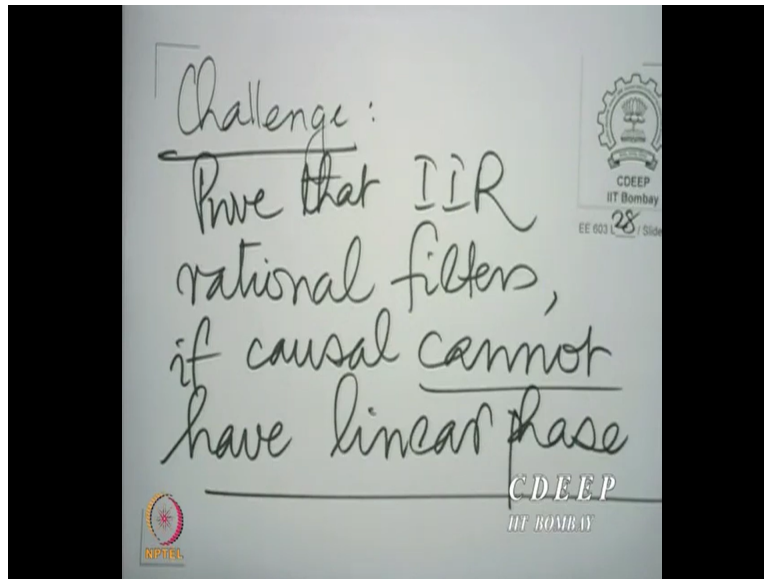 Challenge:
Prove that IIR
rational filters,
if causal cannot
have linear phase
CDEEP
IIT Bombay
EE 603 L 28 / Slide
CDEEP
IIT BOMBAY
NPTEL